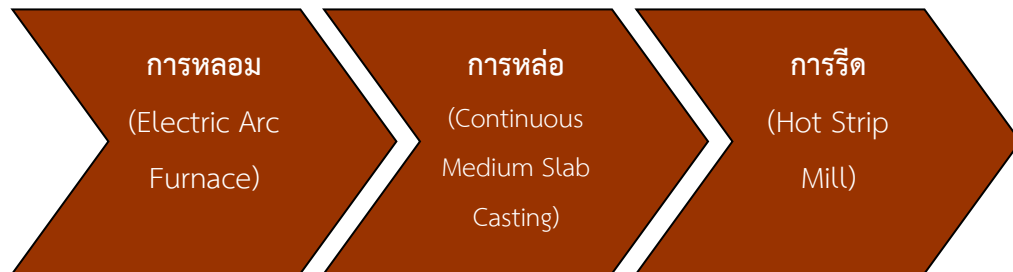 การหลอม
(Electric Arc
Furnace)
การหล่อ
(Continuous
Medium Slab
Casting)
การรีด
(Hot Strip
Mill)